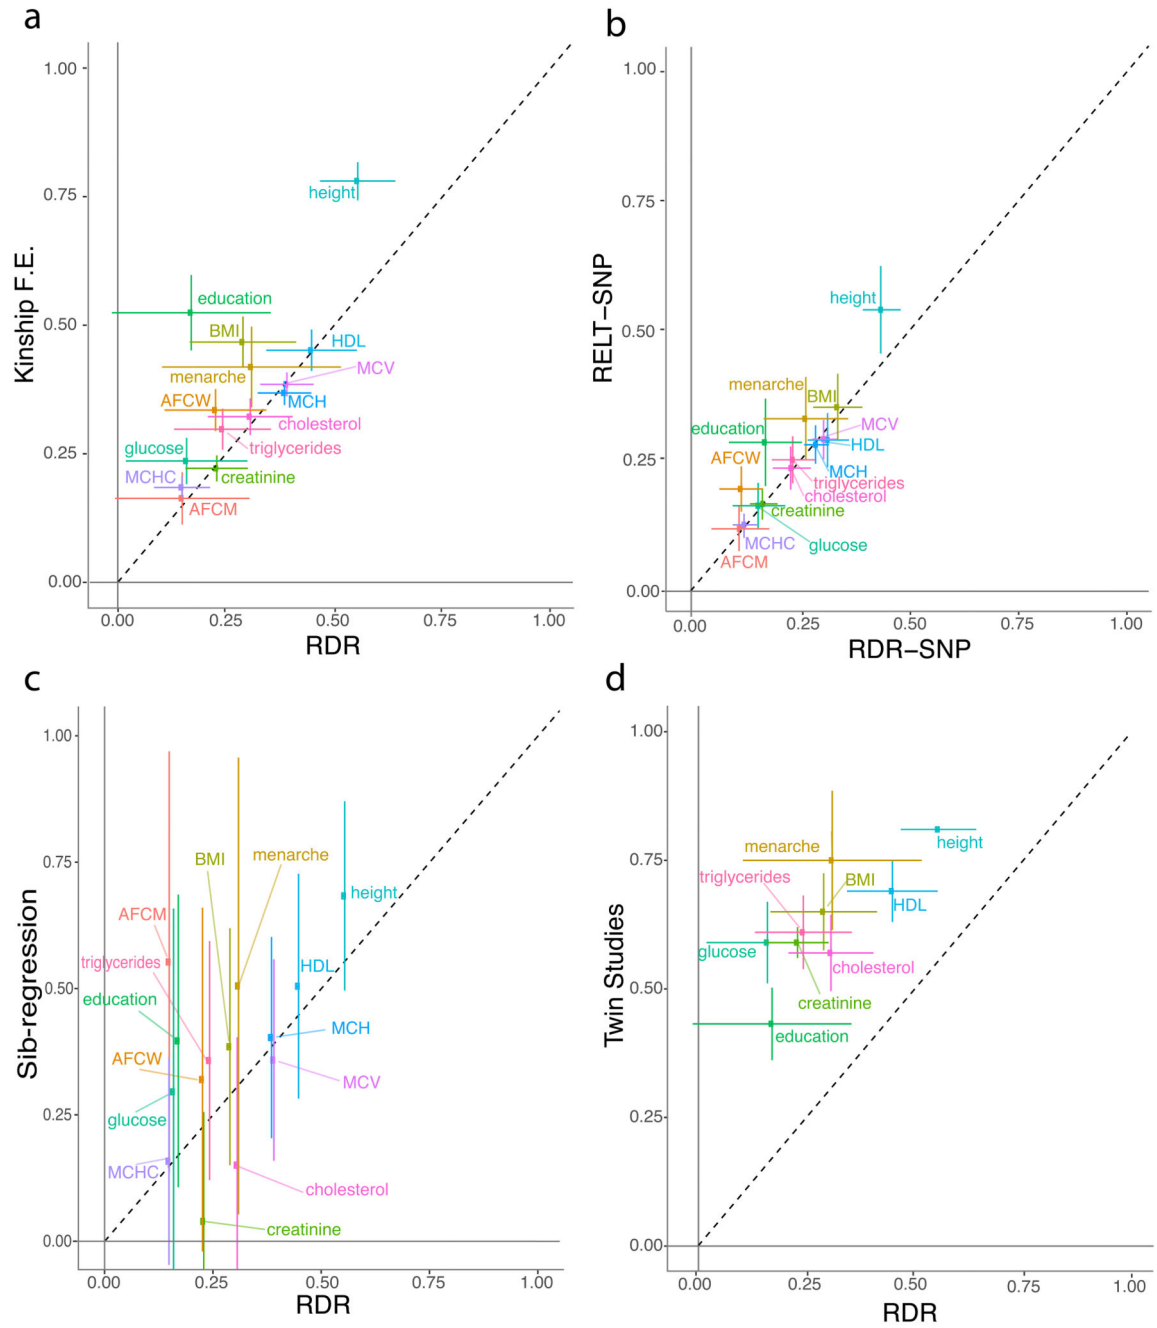 a
1.00
0.75
0.50
0.25
0.00
Kinship F.E.
height
education
BMI
HDL
MCV
menarche
AFCW
MCH
cholesterol
glucose
triglycerides
MCHC
creatinine
AFCM
0.00 0.25 0.50 0.75 1.00
RDR
b
1.00
0.75
0.50
0.25
0.00
RELT−SNP
height
menarche
BMI
education
MCV
HDL
AFCW
MCH
triglycerides
cholesterol
creatinine
MCHC
glucose
AFCM
0.00 0.25 0.50 0.75 1.00
RDR−SNP
c
1.00
0.75
0.50
0.25
0.00
Sib-regression
BMI
menarche
height
AFCM
triglycerides
HDL
education
MCH
AFCW
MCV
glucose
MCHC
cholesterol
creatinine
0.00 0.25 0.50 0.75 1.00
RDR
d
1.00
0.75
0.50
0.25
0.00
Twin Studies
menarche
height
triglycerides
BMI
HDL
glucose
cholesterol
creatinine
education
0.00 0.25 0.50 0.75 1.00
RDR